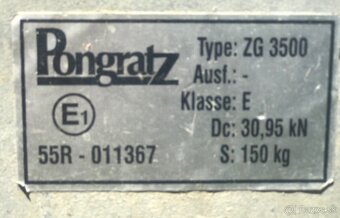 Pongratz
Type: ZG 3500
Ausf.: -
Klasse: E
E1
Dc: 30,95 kN
55R - 011367
S: 150 kg